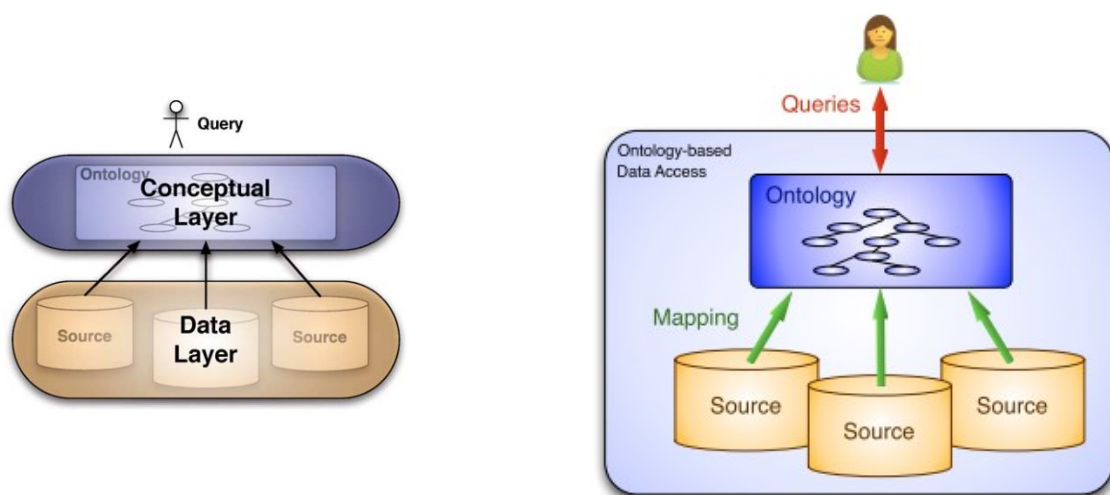 Query
Ontology
Conceptual
Layer
Source
Data
Layer
Source
Queries
Ontology-based
Data Access
Ontology
Mapping
Source
Source
Source